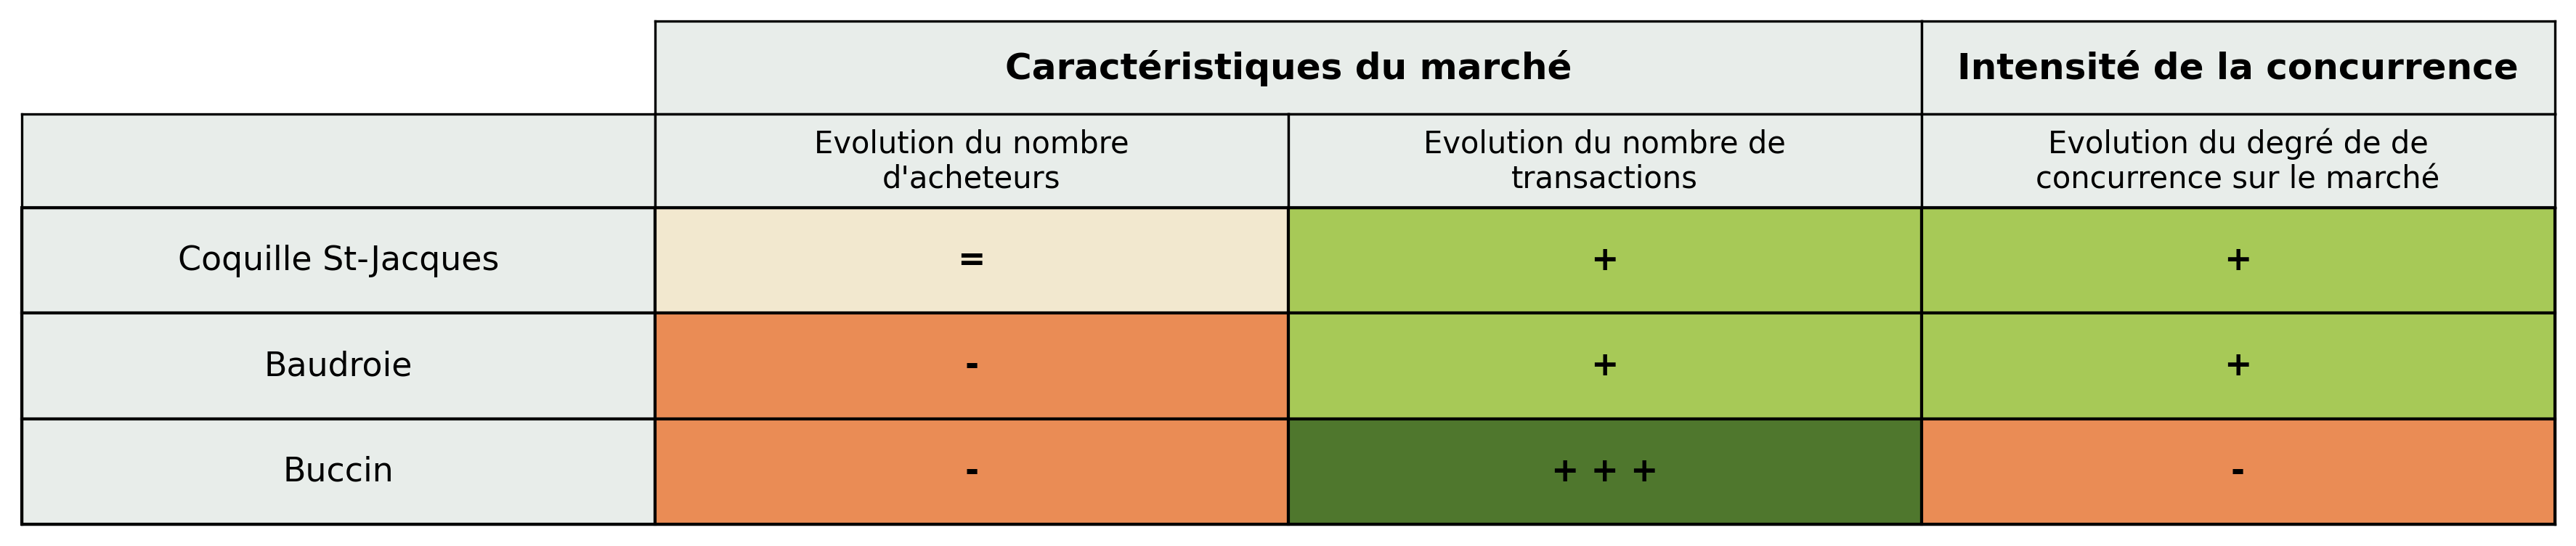 Caractéristiques du marché
Intensité de la concurrence
Evolution du nombre
d'acheteurs
Evolution du nombre de
transactions
Evolution du degré de de
concurrence sur le marché
Coquille St-Jacques
=
+
+
Baudroie
-
+
+
Buccin
-
+ + +
-